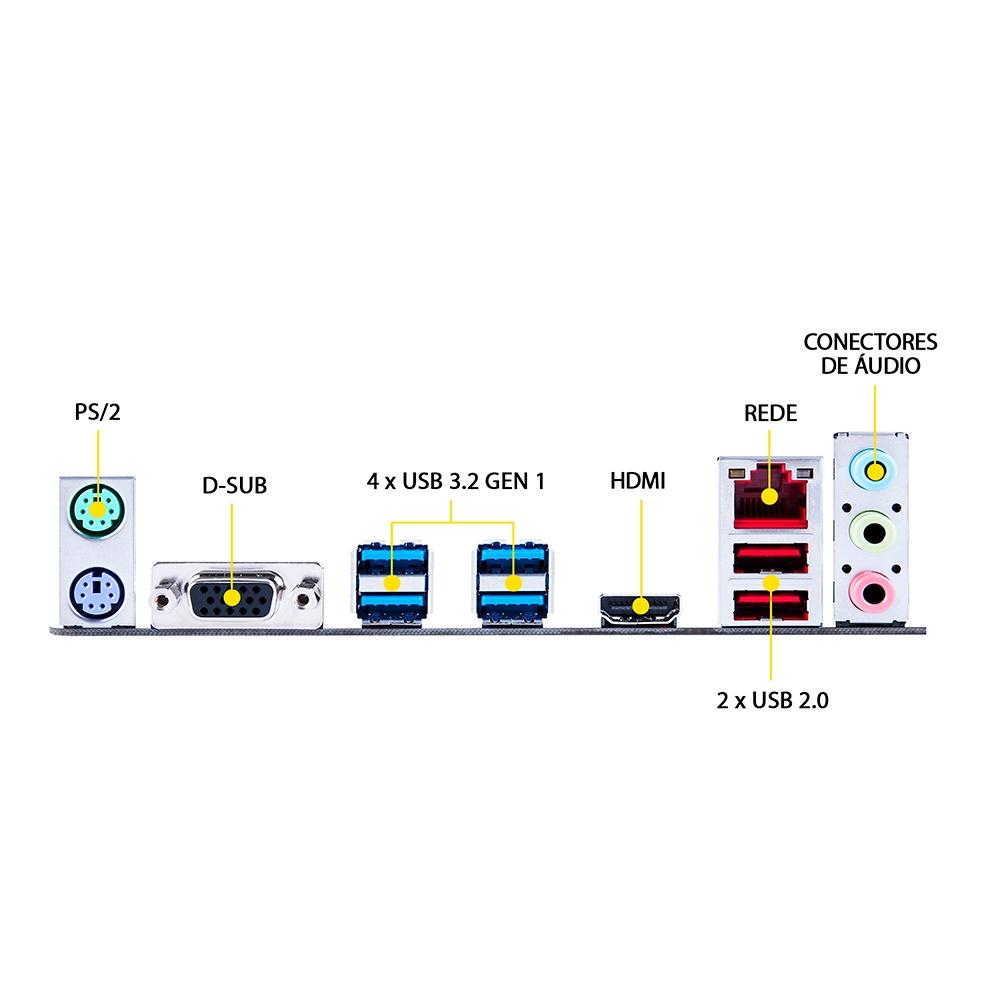 CONECTORES
DE ÁUDIO
PS/2
REDE
D-SUB
4 x USB 3.2 GEN 1
HDMI
2 x USB 2.0